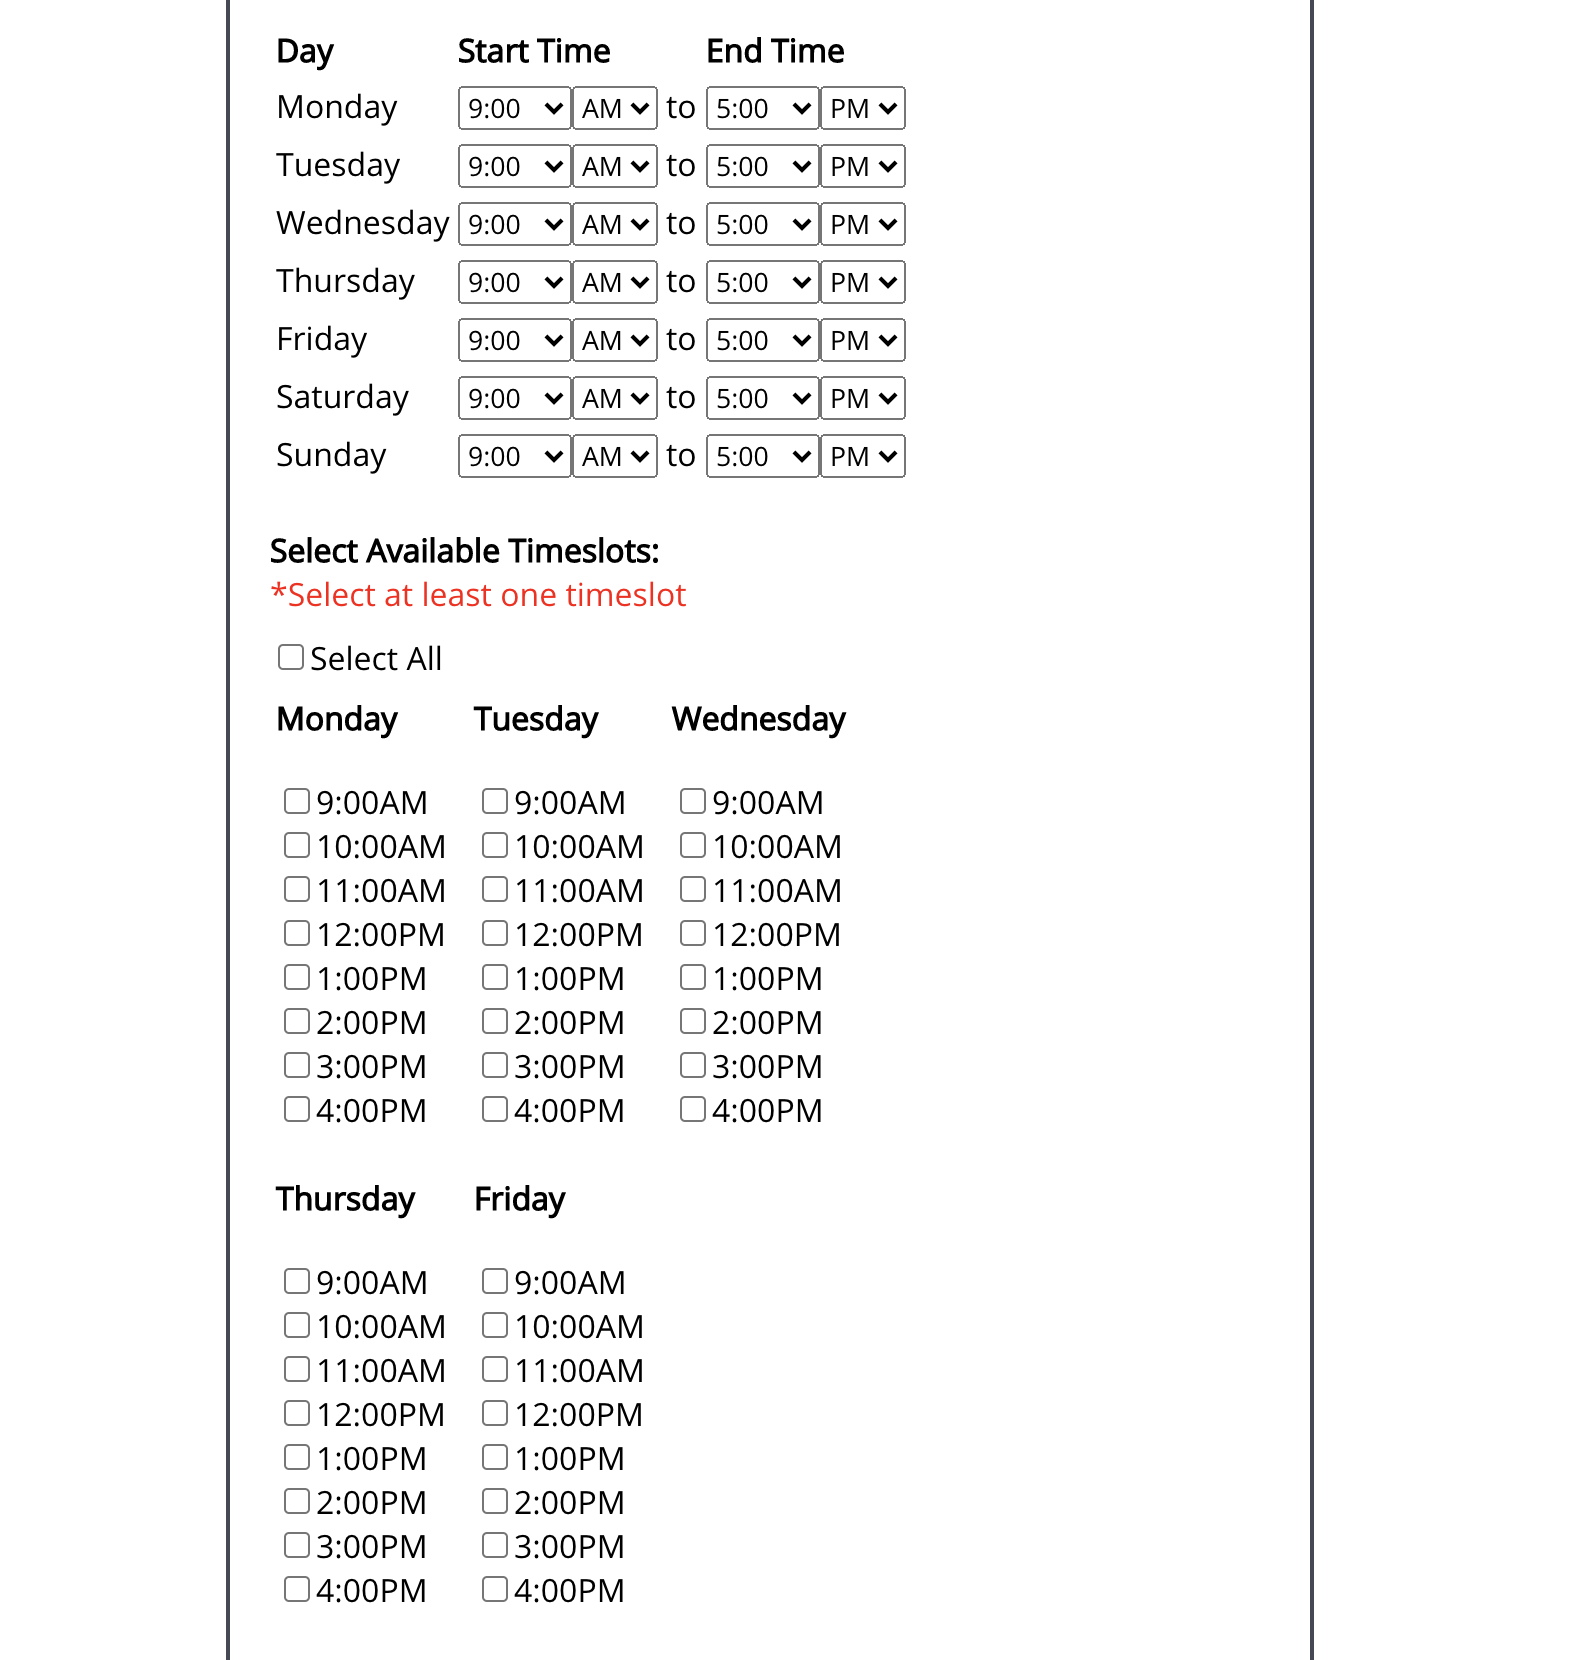 Day Start Time End Time
Monday 9:00 AM to 5:00 PM
Tuesday 9:00 AM to 5:00 PM
Wednesday 9:00 AM to 5:00 PM
Thursday 9:00 AM to 5:00 PM
Friday 9:00 AM to 5:00 PM
Saturday 9:00 AM to 5:00 PM
Sunday 9:00 AM to 5:00 PM
Select Available Timeslots:
*Select at least one timeslot
Select All
Monday Tuesday Wednesday
9:00AM 9:00AM 9:00AM
10:00AM 10:00AM 10:00AM
11:00AM 11:00AM 11:00AM
12:00PM 12:00PM 12:00PM
1:00PM 1:00PM 1:00PM
2:00PM 2:00PM 2:00PM
3:00PM 3:00PM 3:00PM
4:00PM 4:00PM 4:00PM
Thursday Friday
9:00AM 9:00AM
10:00AM 10:00AM
11:00AM 11:00AM
12:00PM 12:00PM
1:00PM 1:00PM
2:00PM 2:00PM
3:00PM 3:00PM
4:00PM 4:00PM